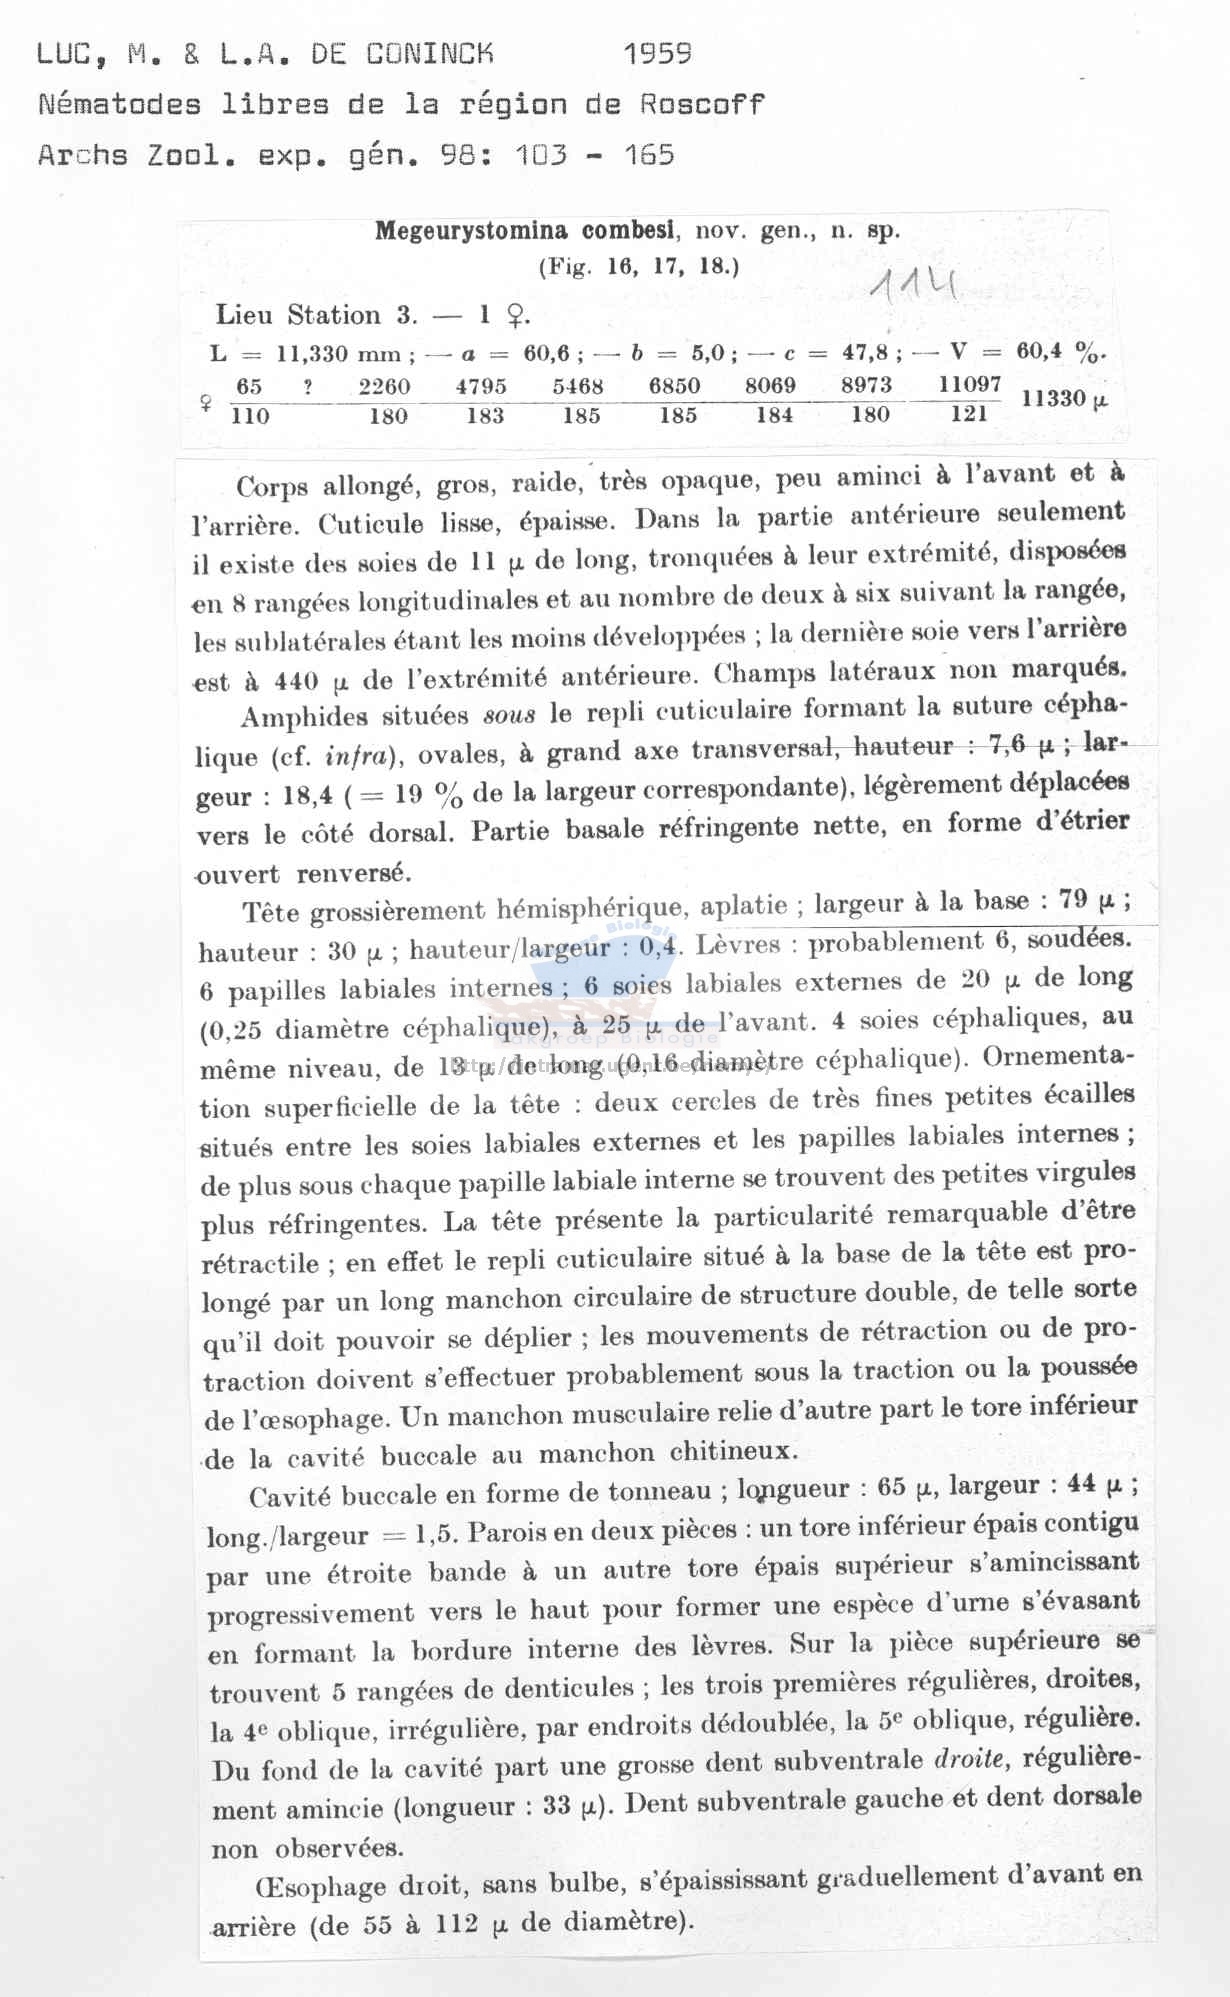 LUC, M. & L.A. DE CONINCK 1959
Nématodes libres de la région de Roscoff
Archs Zool. exp. gén. 98: 103 - 165
Megeurystomina combesi, nov. gen., n. sp.
(Fig. 16, 17, 18.)
114
Lieu Station 3. — 1 ♀.
L = 11,330 mm ; — a = 60,6 ; — b = 5,0 ; — c = 47,8 ; — V = 60,4 %.
65 ? 2260 4795 5468 6850 8069 8973 11097
♀ 11330 μ
110 180 183 185 185 184 180 121
Corps allongé, gros, raide, très opaque, peu aminci à l'avant et à
l'arrière. Cuticule lisse, épaisse. Dans la partie antérieure seulement
il existe des soies de 11 μ de long, tronquées à leur extrémité, disposées
en 8 rangées longitudinales et au nombre de deux à six suivant la rangée,
les sublatérales étant les moins développées ; la dernière soie vers l'arrière
est à 440 μ de l'extrémité antérieure. Champs latéraux non marqués.
Amphides situées sous le repli cuticulaire formant la suture cépha-
lique (cf. infra), ovales, à grand axe transversal, hauteur : 7,6 μ ; lar-
geur : 18,4 ( = 19 % de la largeur correspondante), légèrement déplacées
vers le côté dorsal. Partie basale réfringente nette, en forme d'étrier
ouvert renversé.
Tête grossièrement hémisphérique, aplatie ; largeur à la base : 79 μ ;
hauteur : 30 μ ; hauteur/largeur : 0,4. Lèvres : probablement 6, soudées.
6 papilles labiales internes ; 6 soies labiales externes de 20 μ de long
(0,25 diamètre céphalique), à 25 μ de l'avant. 4 soies céphaliques, au
Vakgroep Biologie
même niveau, de 13 μ de long (0,16 diamètre céphalique). Ornementa-
tion superficielle de la tête : deux cercles de très fines petites écailles
situés entre les soies labiales externes et les papilles labiales internes ;
de plus sous chaque papille labiale interne se trouvent des petites virgules
plus réfringentes. La tête présente la particularité remarquable d'être
rétractile ; en effet le repli cuticulaire situé à la base de la tête est pro-
longé par un long manchon circulaire de structure double, de telle sorte
qu'il doit pouvoir se déplier ; les mouvements de rétraction ou de pro-
traction doivent s'effectuer probablement sous la traction ou la poussée
de l'œsophage. Un manchon musculaire relie d'autre part le tore inférieur
de la cavité buccale au manchon chitineux.
Cavité buccale en forme de tonneau ; longueur : 65 μ, largeur : 44 μ ;
long./largeur = 1,5. Parois en deux pièces : un tore inférieur épais contigu
par une étroite bande à un autre tore épais supérieur s'amincissant
progressivement vers le haut pour former une espèce d'urne s'évasant
en formant la bordure interne des lèvres. Sur la pièce supérieure se
trouvent 5 rangées de denticules ; les trois premières régulières, droites,
la 4e oblique, irrégulière, par endroits dédoublée, la 5e oblique, régulière.
Du fond de la cavité part une grosse dent subventrale droite, régulière-
ment amincie (longueur : 33 μ). Dent subventrale gauche et dent dorsale
non observées.
Œsophage droit, sans bulbe, s'épaississant graduellement d'avant en
arrière (de 55 à 112 μ de diamètre).